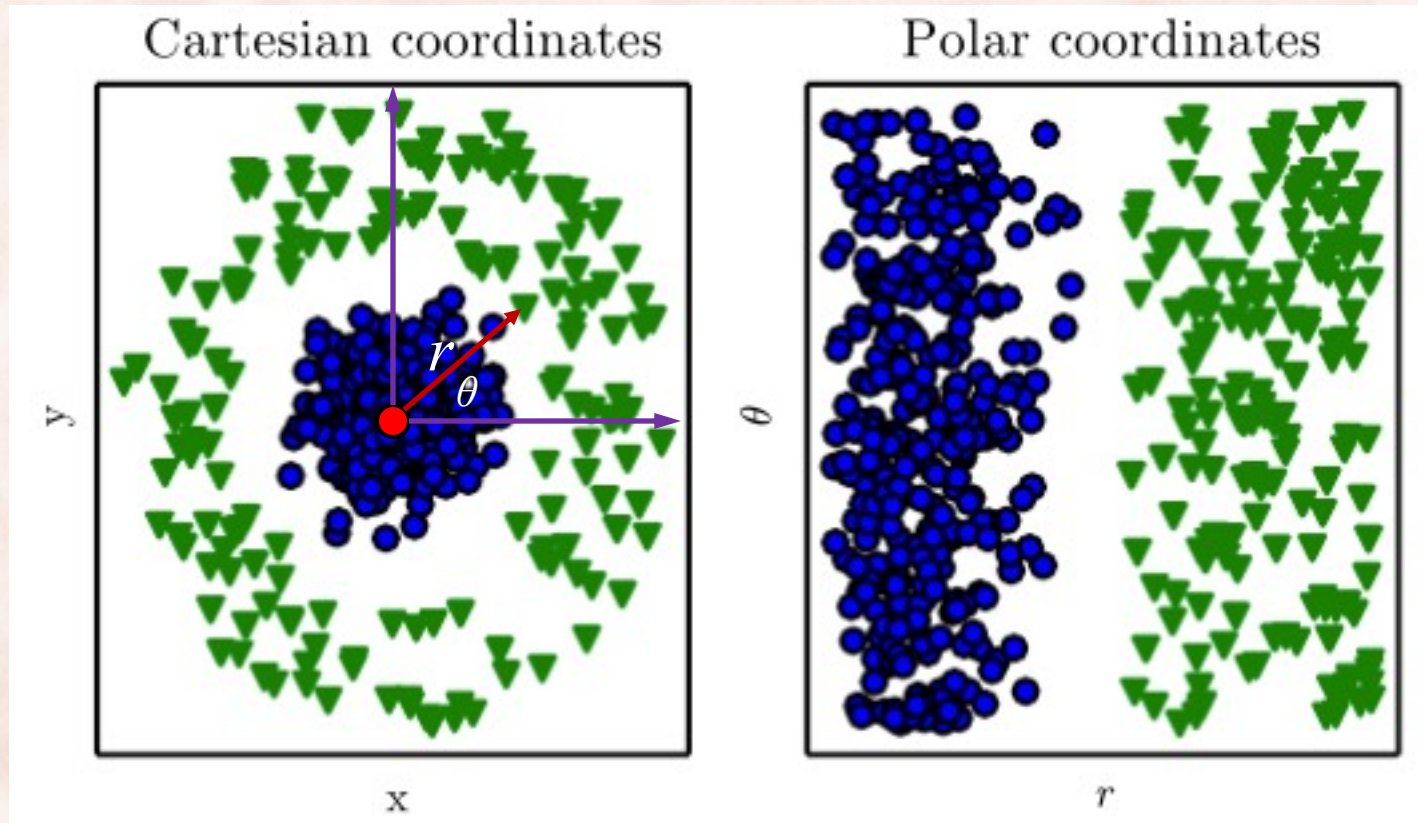 Cartesian coordinates
y
r
θ
x
Polar coordinates
θ
r